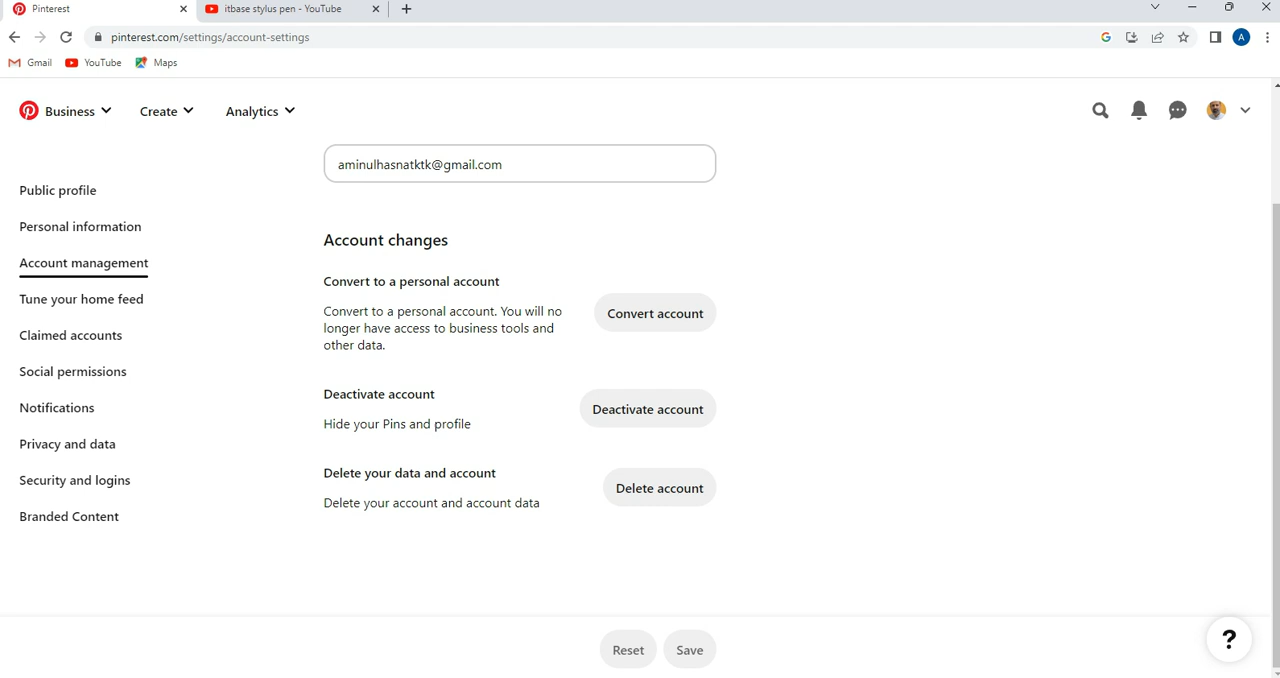 Pinterest
itbase stylus pen - YouTube
pinterest.com/settings/account-settings
A
Gmail
YouTube
Maps
Business
Create
Analytics
aminulhasnatktk@gmail.com
Public profile
Personal information
Account management
Tune your home feed
Claimed accounts
Social permissions
Notifications
Privacy and data
Security and logins
Branded Content
Account changes
Convert to a personal account
Convert to a personal account. You will no
longer have access to business tools and
other data.
Convert account
Deactivate account
Hide your Pins and profile
Deactivate account
Delete your data and account
Delete your account and account data
Delete account
Reset
Save
?